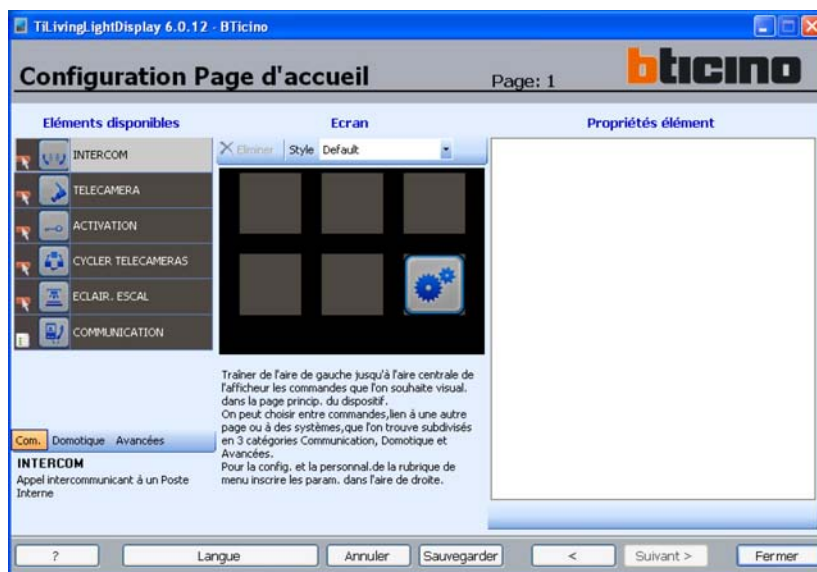 TiLivingLightDisplay 6.0.12 - BTicino
Configuration Page d'accueil
Page: 1
bticino
Eléments disponibles
Ecran
Propriétés élément
INTERCOM
TELECAMERA
ACTIVATION
CYCLER TELECAMERAS
ECLAIR. ESCAL
COMMUNICATION
Eliminer
Style
Default
Traîner de l'aire de gauche jusqu'à l'aire centrale de
l'afficheur les commandes que l'on souhaite visual.
dans la page princip. du dispositif.
On peut choisir entre commandes,lien à une autre
page ou à des systèmes,que l'on trouve subdivisés
en 3 catégories Communication, Domotique et
Avancées.
Pour la config. et la personnal.de la rubrique de
menu inscrire les param. dans l'aire de droite.
Com. Domotique Avancées
INTERCOM
Appel intercommunicant à un Poste
Interne
?
Langue
Annuler
Sauvegarder
<
Suivant >
Fermer